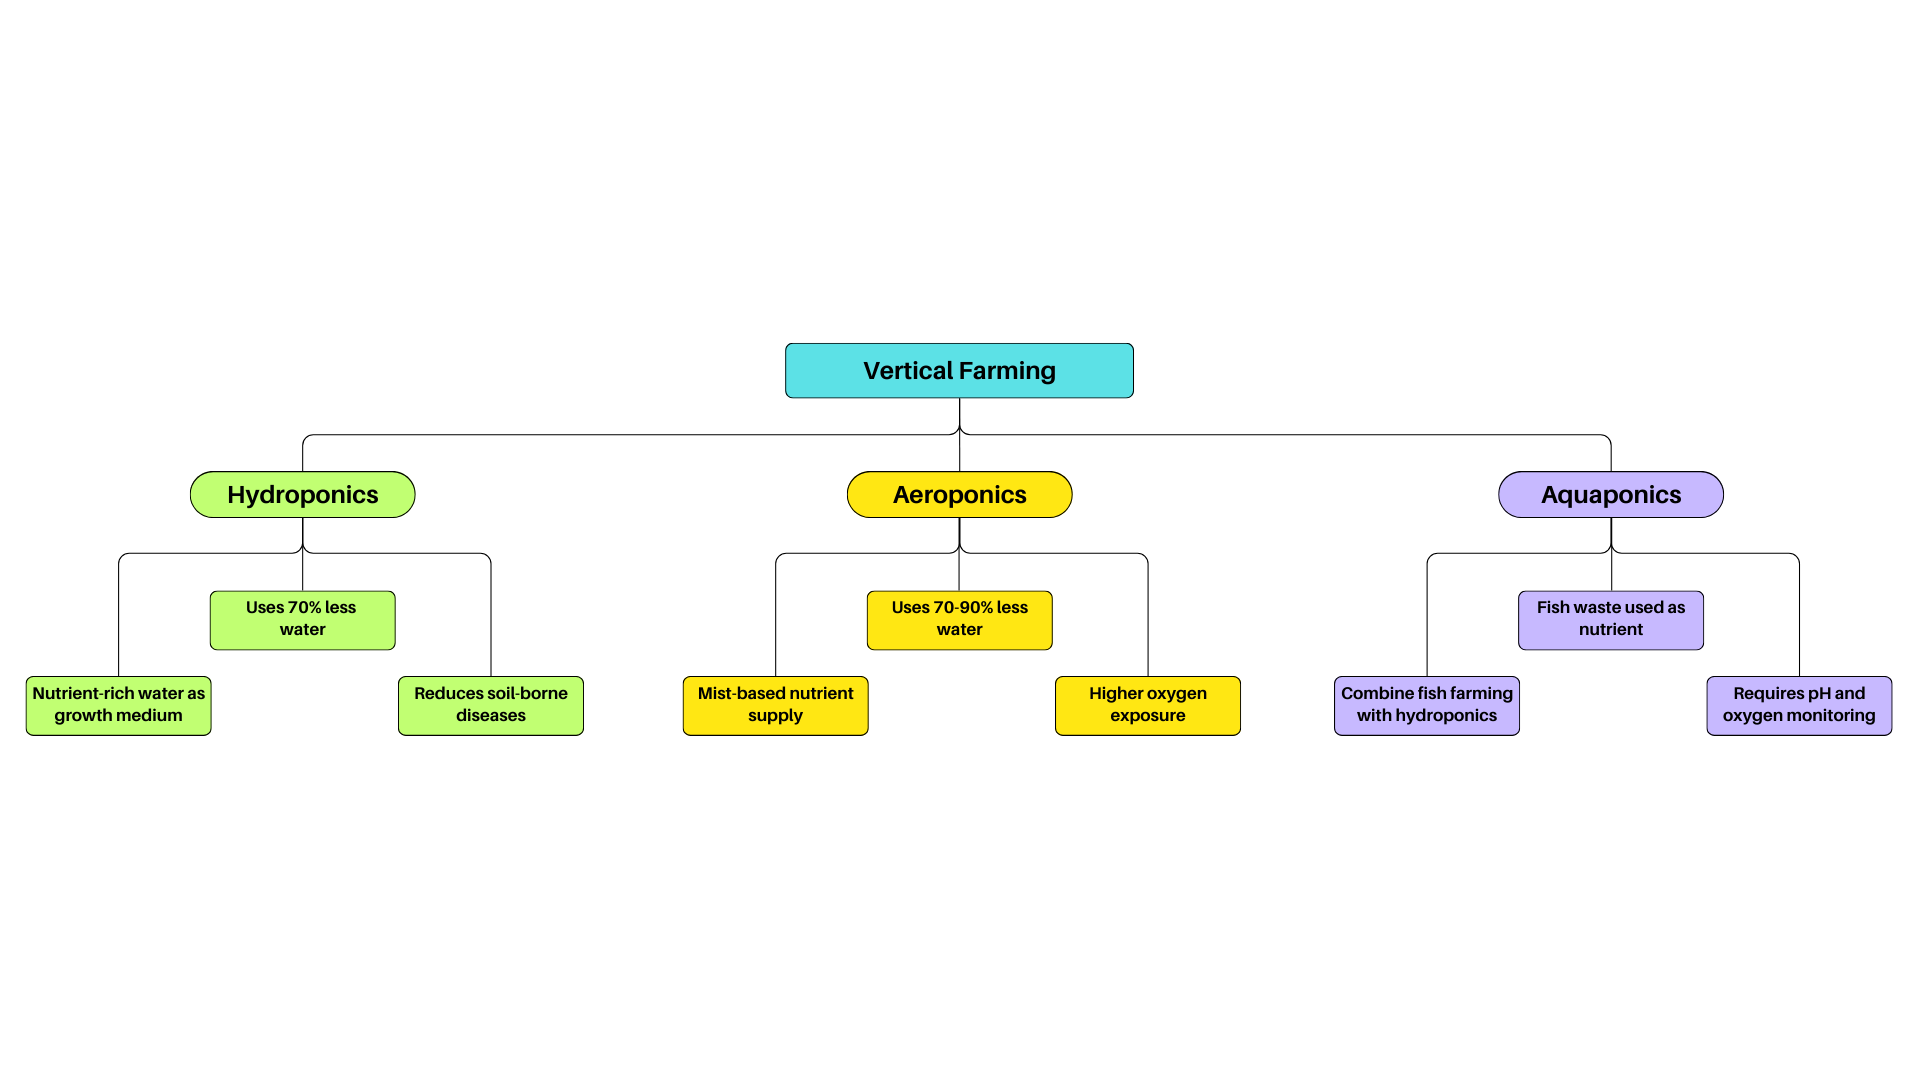 Vertical Farming
Hydroponics
Aeroponics
Aquaponics
Uses 70% less
water
Nutrient-rich water as
growth medium
Reduces soil-borne
diseases
Uses 70-90% less
water
Mist-based nutrient
supply
Higher oxygen
exposure
Fish waste used as
nutrient
Combine fish farming
with hydroponics
Requires pH and
oxygen monitoring